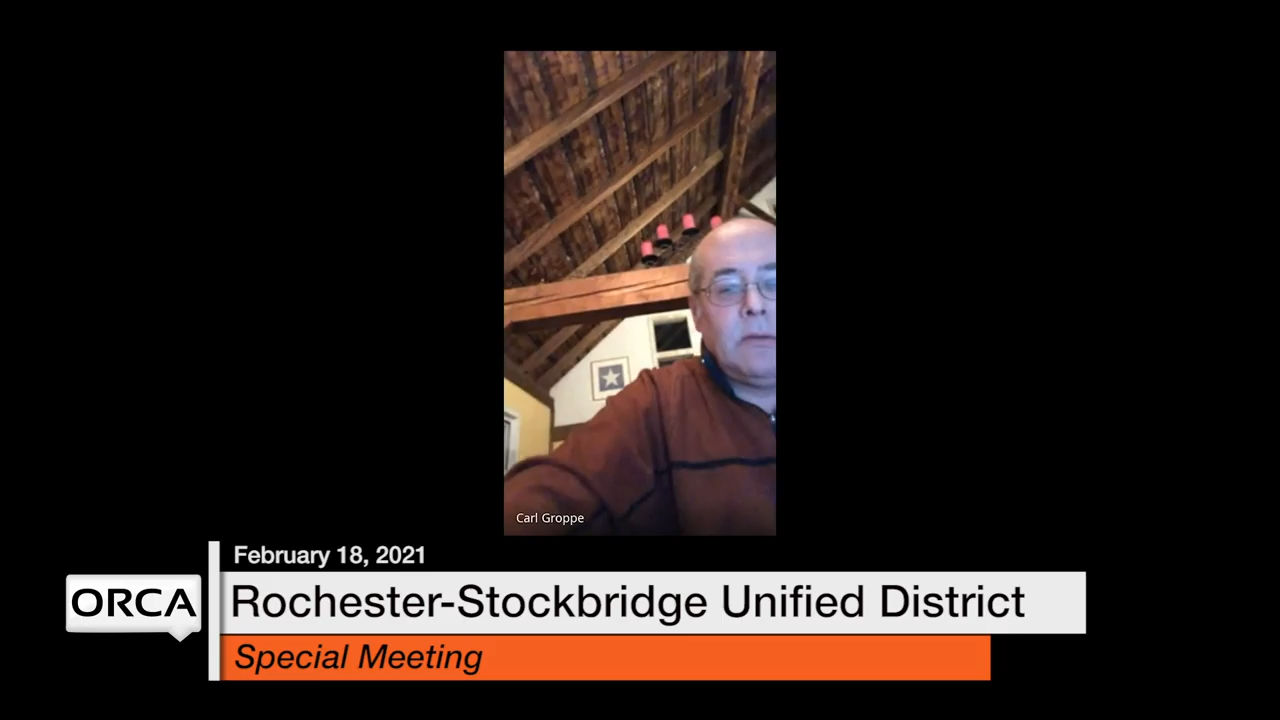 Carl Groppe
February 18, 2021
ORCA
Rochester-Stockbridge Unified District
Special Meeting